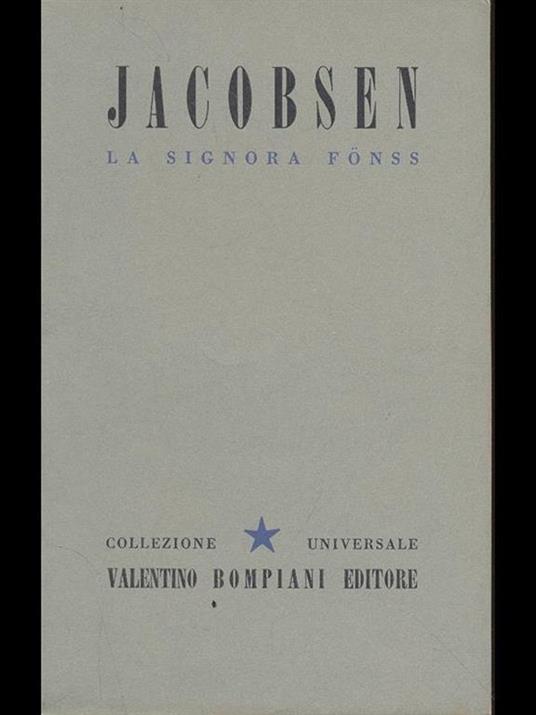 JACOBSEN
LA SIGNORA FÖNSS
COLLEZIONE UNIVERSALE
VALENTINO BOMPIANI EDITORE